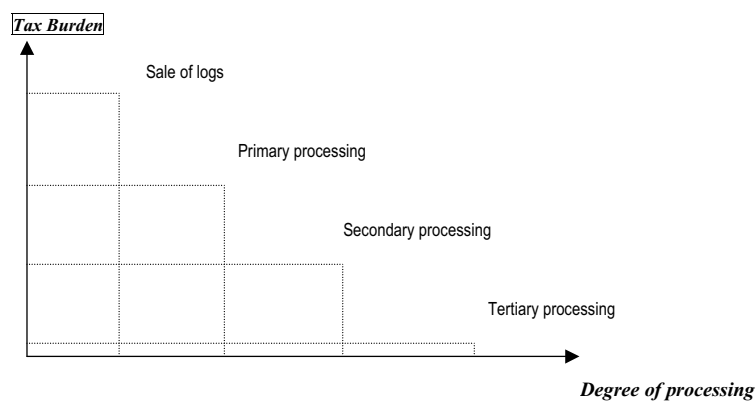 Tax Burden
Sale of logs
Primary processing
Secondary processing
Tertiary processing
Degree of processing